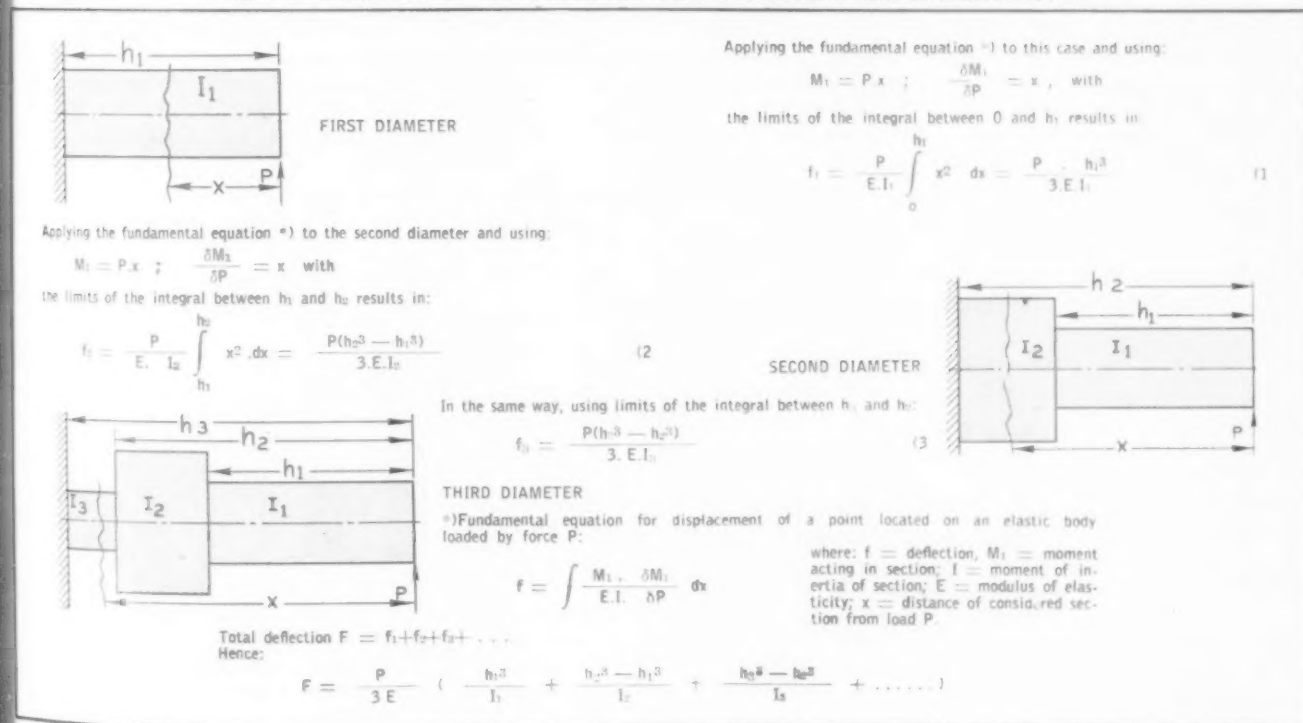 h1
I1
x
P
FIRST DIAMETER
Applying the fundamental equation *) to this case and using:
M₁ = P.x ; δM₁/δP = x , with
the limits of the integral between 0 and h₁ results in
f₁ = P/E.I₁ ∫₀^h₁ x² dx = P . h₁³/3.E.I₁ (1
Applying the fundamental equation *) to the second diameter and using:
M₁ = P.x ; δM₁/δP = x with
the limits of the integral between h₁ and h₂ results in:
f₂ = P/E. I₂ ∫h₁^h₂ x² .dx = P(h₂³ — h₁³)/3.E.I₂ (2
h 2
h1
I2
I1
P
x
SECOND DIAMETER
In the same way, using limits of the integral between h and h:
f₃ = P(h³ — h₂³)/3. E.I₃ (3
h 3
h2
h1
I3
I2
I1
P
x
THIRD DIAMETER
*)Fundamental equation for displacement of a point located on an elastic body
loaded by force P:
f = ∫ M₁ . δM₁/E.I. δP dx
where: f = deflection, M₁ = moment
acting in section; I = moment of in-
ertia of section; E = modulus of elas-
ticity; x = distance of considered sec-
tion from load P.
Total deflection F = f₁+f₂+f₃+ . . .
Hence:
F = P/3 E ( h₁³/I₁ + h₂³ — h₁³/I₂ + h₃³ — h₂³/I₃ + ...... )